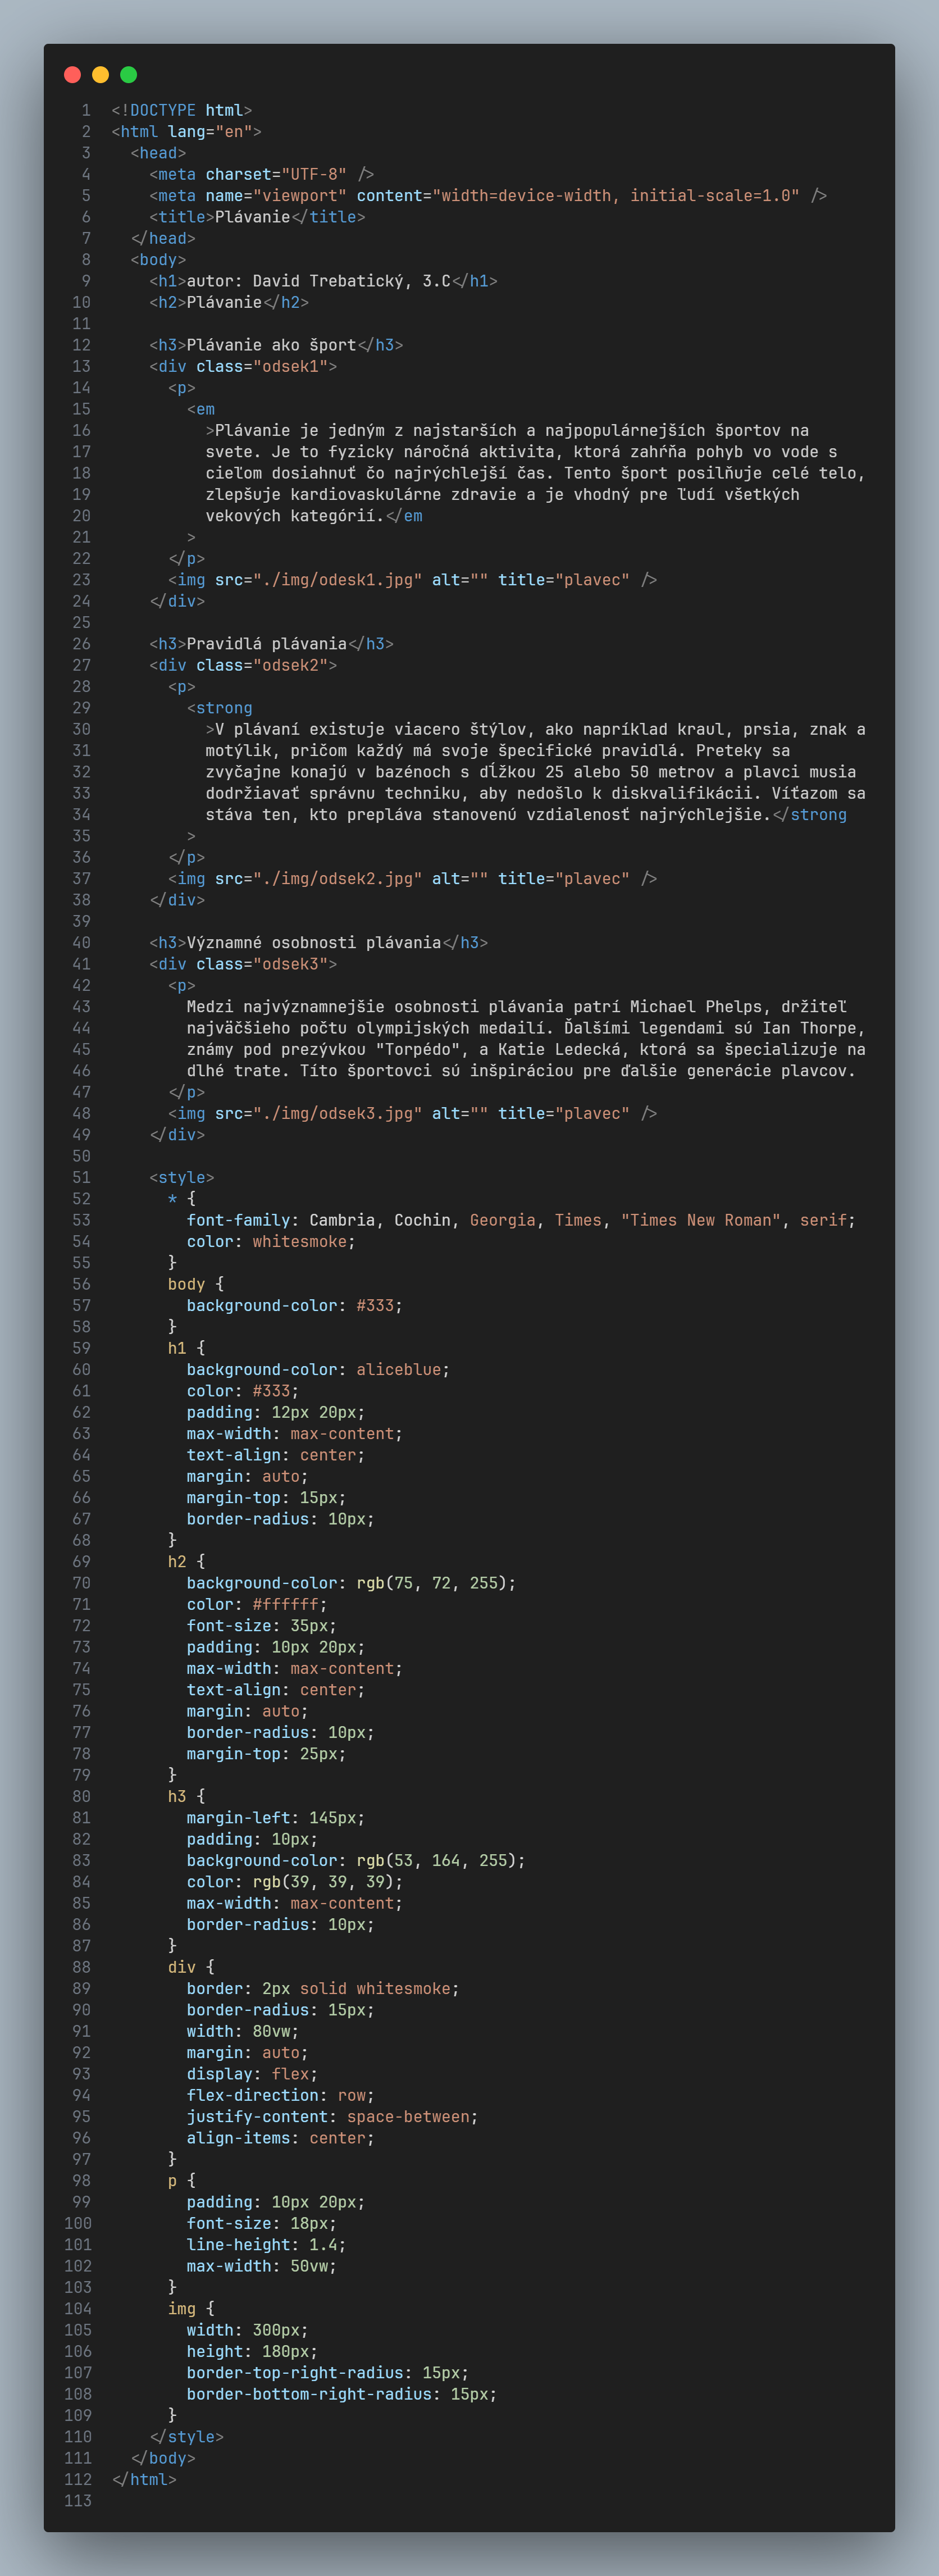 1 <!DOCTYPE html>
2 <html lang="en">
3   <head>
4     <meta charset="UTF-8" />
5     <meta name="viewport" content="width=device-width, initial-scale=1.0" />
6     <title>Plávanie</title>
7   </head>
8   <body>
9     <h1>autor: David Trebatický, 3.C</h1>
10     <h2>Plávanie</h2>
11
12     <h3>Plávanie ako šport</h3>
13     <div class="odsek1">
14       <p>
15         <em
16           >Plávanie je jedným z najstarších a najpopulárnejších športov na
17           svete. Je to fyzicky náročná aktivita, ktorá zahŕňa pohyb vo vode s
18           cieľom dosiahnuť čo najrýchlejší čas. Tento šport posilňuje celé telo,
19           zlepšuje kardiovaskulárne zdravie a je vhodný pre ľudí všetkých
20           vekových kategórií.</em
21         >
22       </p>
23       <img src="./img/odesk1.jpg" alt="" title="plavec" />
24     </div>
25
26     <h3>Pravidlá plávania</h3>
27     <div class="odsek2">
28       <p>
29         <strong
30           >V plávaní existuje viacero štýlov, ako napríklad kraul, prsia, znak a
31           motýlik, pričom každý má svoje špecifické pravidlá. Preteky sa
32           zvyčajne konajú v bazénoch s dĺžkou 25 alebo 50 metrov a plavci musia
33           dodržiavať správnu techniku, aby nedošlo k diskvalifikácii. Víťazom sa
34           stáva ten, kto prepláva stanovenú vzdialenosť najrýchlejšie.</strong
35         >
36       </p>
37       <img src="./img/odsek2.jpg" alt="" title="plavec" />
38     </div>
39
40     <h3>Významné osobnosti plávania</h3>
41     <div class="odsek3">
42       <p>
43         Medzi najvýznamnejšie osobnosti plávania patrí Michael Phelps, držiteľ
44         najväčšieho počtu olympijských medailí. Ďalšími legendami sú Ian Thorpe,
45         známy pod prezývkou "Torpédo", a Katie Ledecká, ktorá sa špecializuje na
46         dlhé trate. Títo športovci sú inšpiráciou pre ďalšie generácie plavcov.
47       </p>
48       <img src="./img/odsek3.jpg" alt="" title="plavec" />
49     </div>
50
51     <style>
52       * {
53         font-family: Cambria, Cochin, Georgia, Times, "Times New Roman", serif;
54         color: whitesmoke;
55       }
56       body {
57         background-color: #333;
58       }
59       h1 {
60         background-color: aliceblue;
61         color: #333;
62         padding: 12px 20px;
63         max-width: max-content;
64         text-align: center;
65         margin: auto;
66         margin-top: 15px;
67         border-radius: 10px;
68       }
69       h2 {
70         background-color: rgb(75, 72, 255);
71         color: #ffffff;
72         font-size: 35px;
73         padding: 10px 20px;
74         max-width: max-content;
75         text-align: center;
76         margin: auto;
77         border-radius: 10px;
78         margin-top: 25px;
79       }
80       h3 {
81         margin-left: 145px;
82         padding: 10px;
83         background-color: rgb(53, 164, 255);
84         color: rgb(39, 39, 39);
85         max-width: max-content;
86         border-radius: 10px;
87       }
88       div {
89         border: 2px solid whitesmoke;
90         border-radius: 15px;
91         width: 80vw;
92         margin: auto;
93         display: flex;
94         flex-direction: row;
95         justify-content: space-between;
96         align-items: center;
97       }
98       p {
99         padding: 10px 20px;
100         font-size: 18px;
101         line-height: 1.4;
102         max-width: 50vw;
103       }
104       img {
105         width: 300px;
106         height: 180px;
107         border-top-right-radius: 15px;
108         border-bottom-right-radius: 15px;
109       }
110     </style>
111   </body>
112 </html>
113